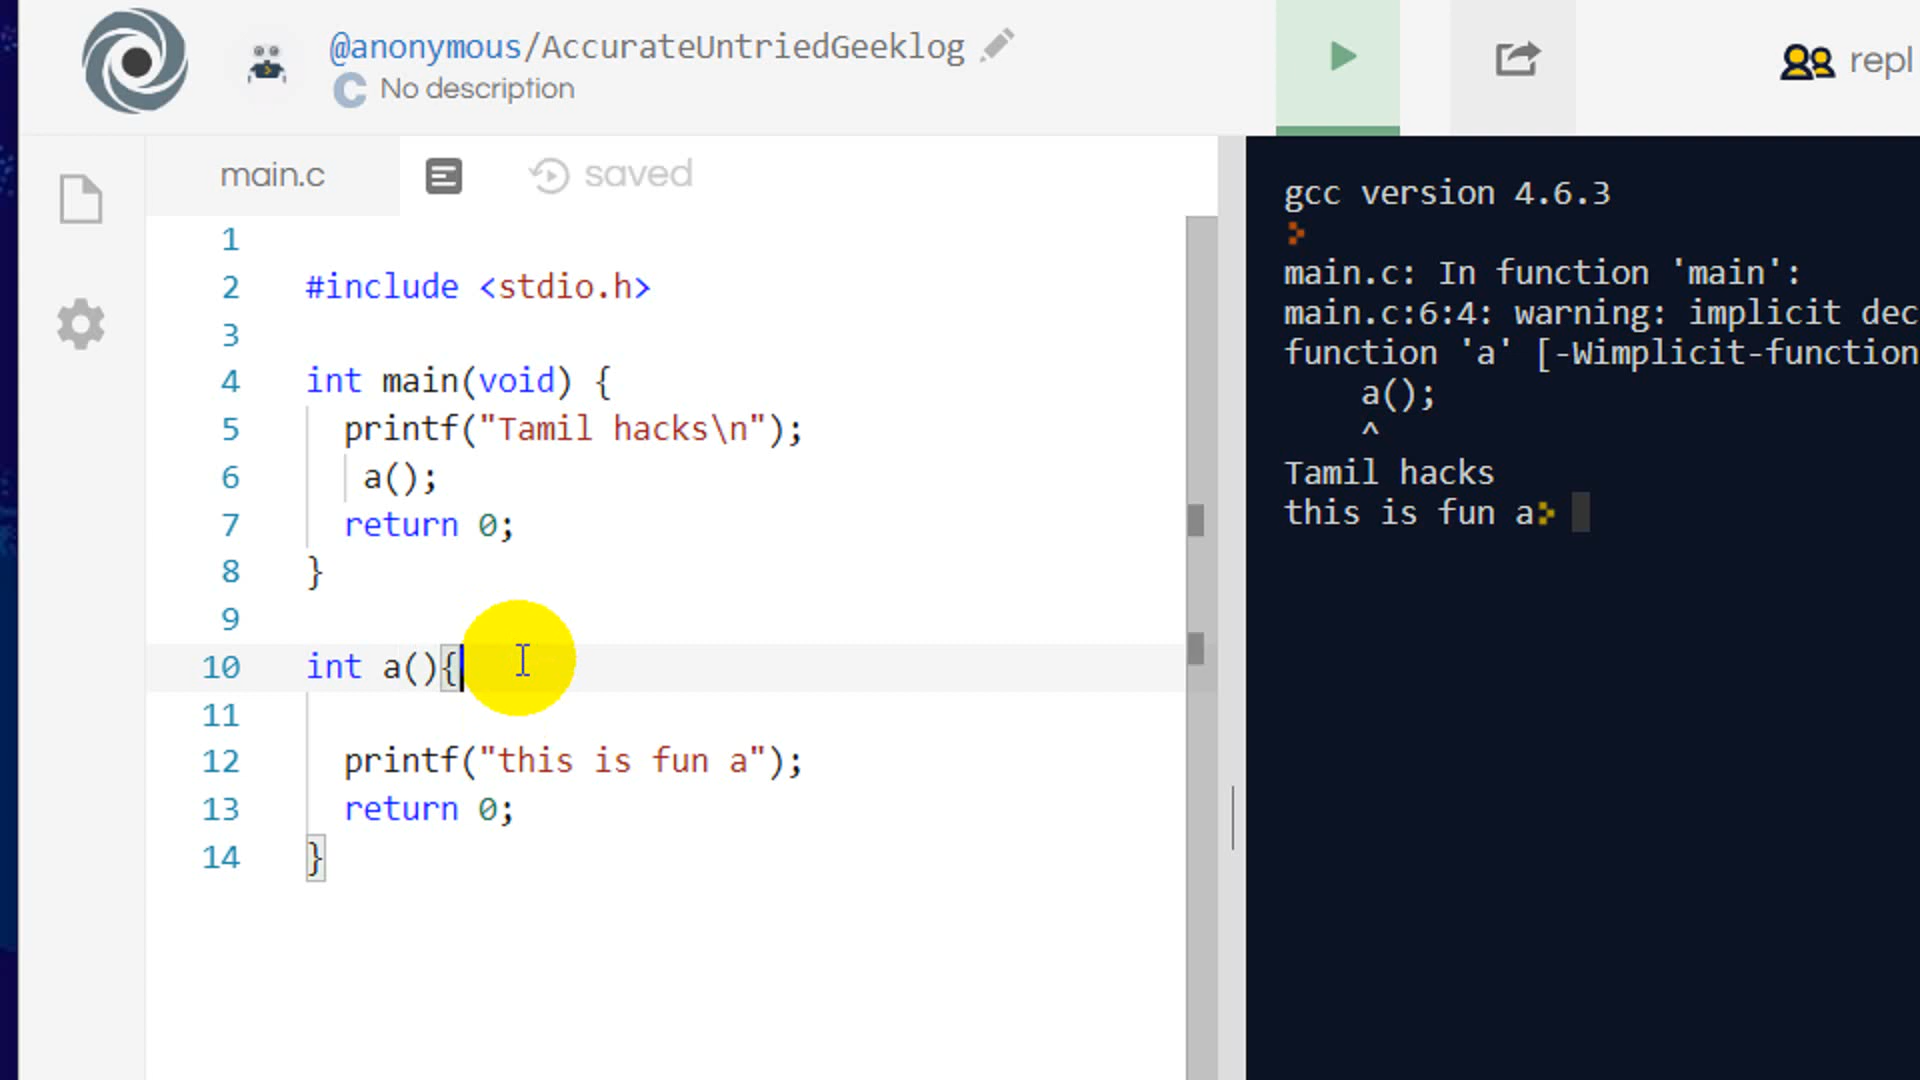 @anonymous/AccurateUntriedGeeklog
C No description
repl
main.c
saved
1
2 #include <stdio.h>
3
4 int main(void) {
5 printf("Tamil hacks\n");
6 a();
7 return 0;
8 }
9
10 int a(){
11
12 printf("this is fun a");
13 return 0;
14 }
gcc version 4.6.3
main.c: In function 'main':
main.c:6:4: warning: implicit dec
function 'a' [-Wimplicit-function
a();
^
Tamil hacks
this is fun a